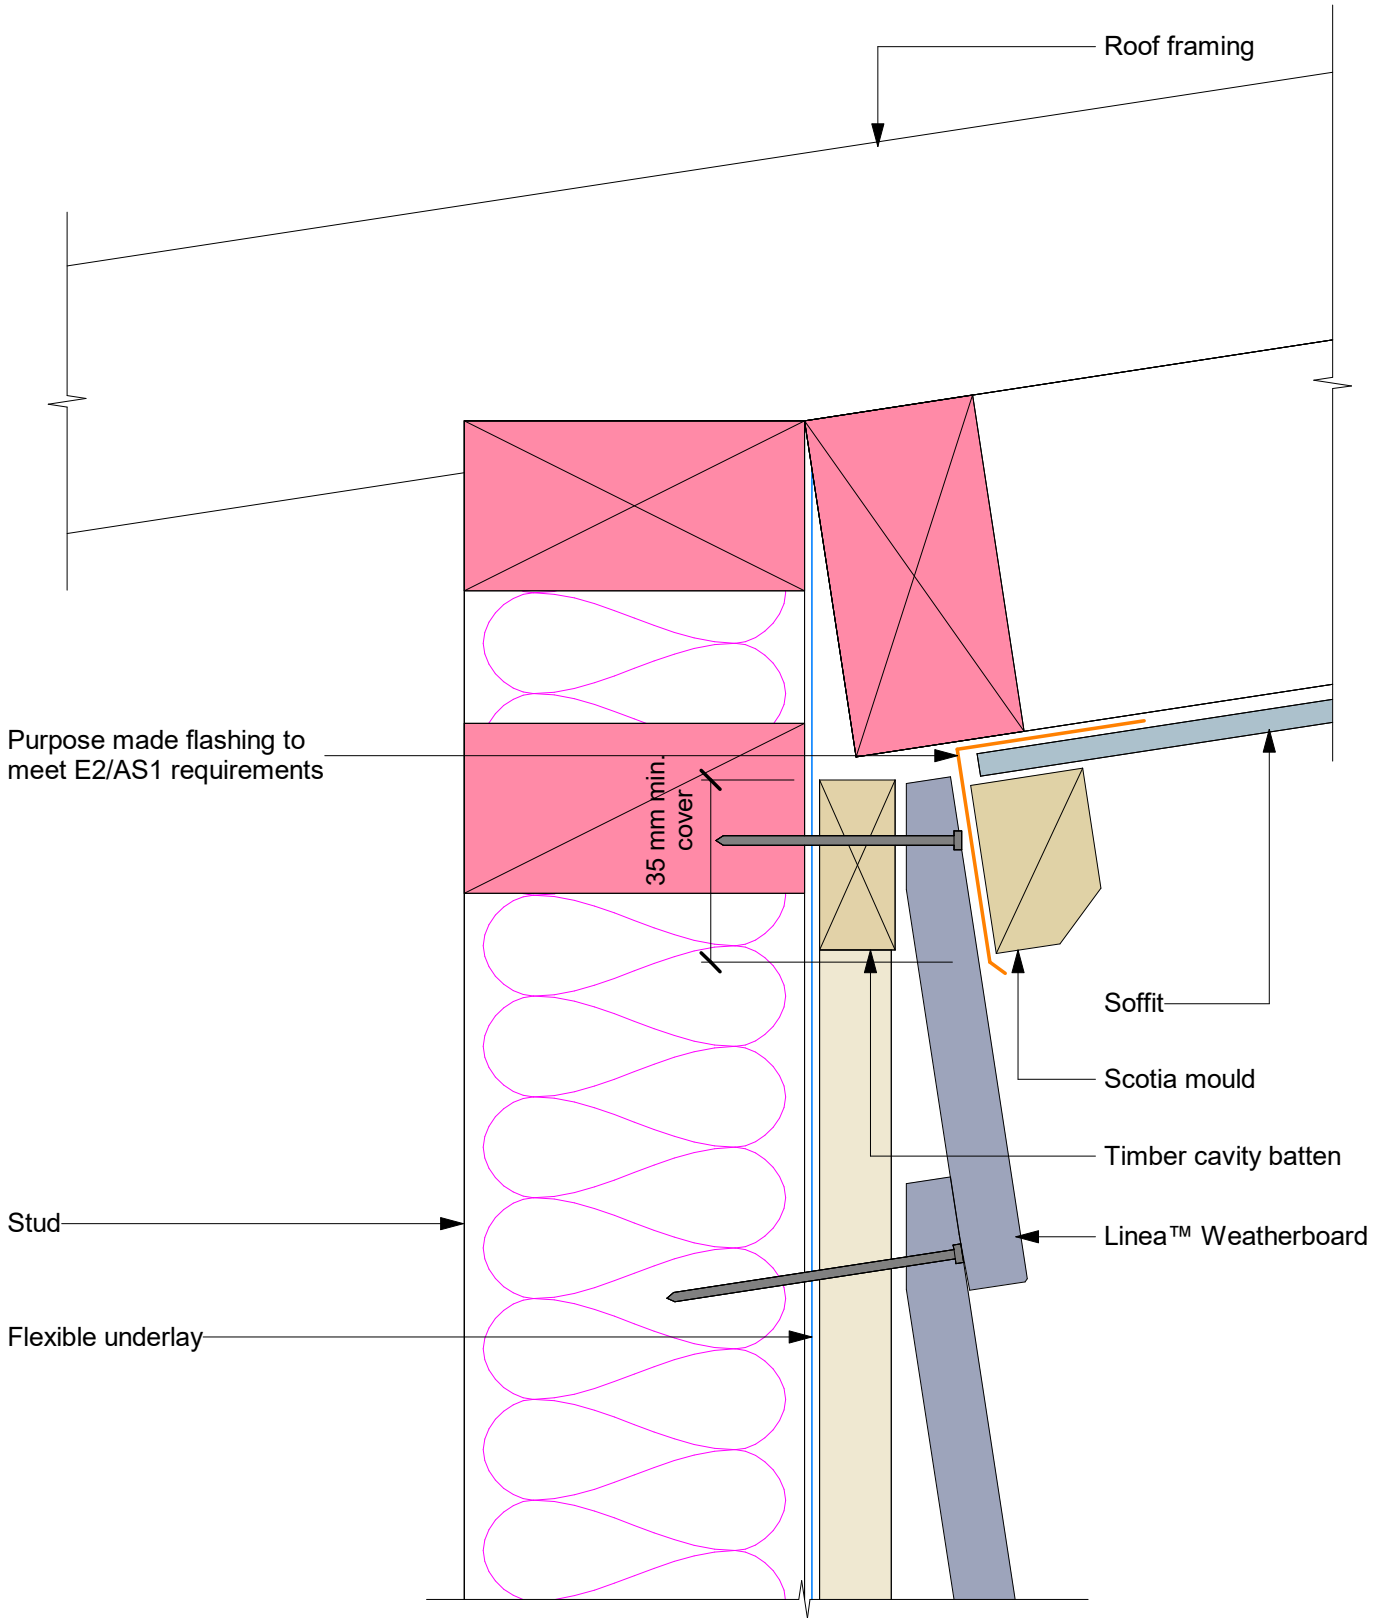 Roof framing
Purpose made flashing to
meet E2/AS1 requirements
35 mm min.
cover
Soffit
Scotia mould
Timber cavity batten
Stud
Linea™ Weatherboard
Flexible underlay